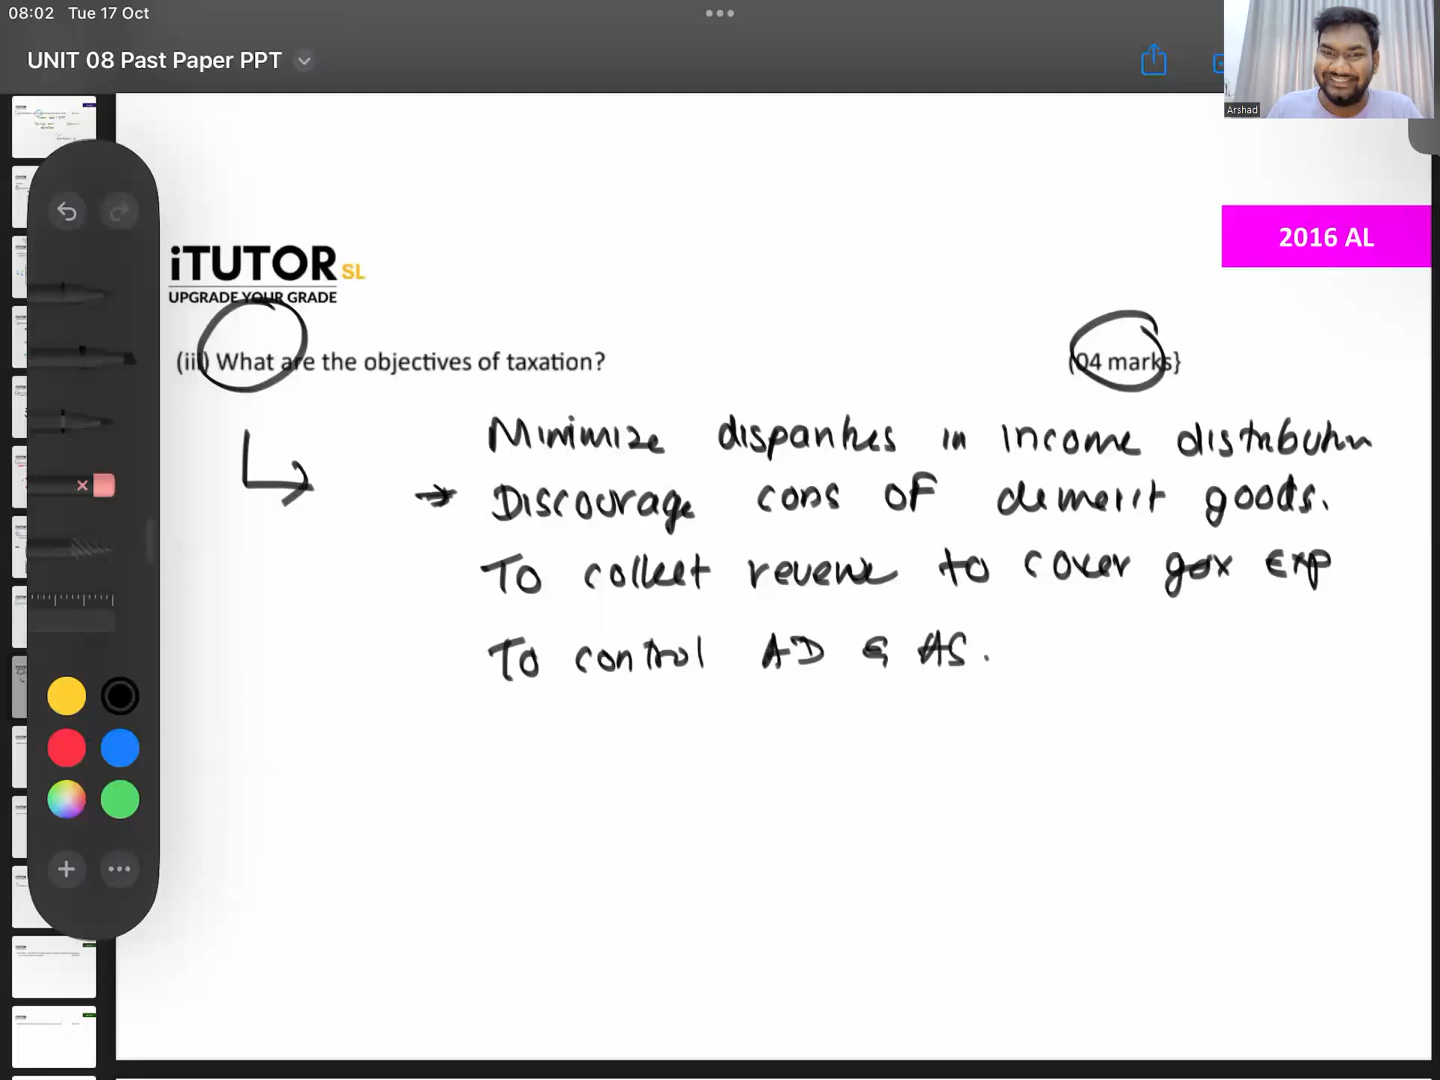 08:02 Tue 17 Oct
UNIT 08 Past Paper PPT
Arshad
2016 AL
iTUTOR SL
UPGRADE YOUR GRADE
(iii) What are the objectives of taxation? (04 marks}
Minimize disparities in income distribution
→ Discourage cons of demerit goods.
To collect revenue to cover gov Exp
To control AD & AS.